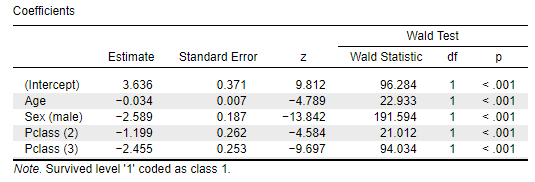 Coefficients
Wald Test
Estimate Standard Error z Wald Statistic df p
(Intercept) 3.636 0.371 9.812 96.284 1 < .001
Age −0.034 0.007 −4.789 22.933 1 < .001
Sex (male) −2.589 0.187 −13.842 191.594 1 < .001
Pclass (2) −1.199 0.262 −4.584 21.012 1 < .001
Pclass (3) −2.455 0.253 −9.697 94.034 1 < .001
Note. Survived level '1' coded as class 1.